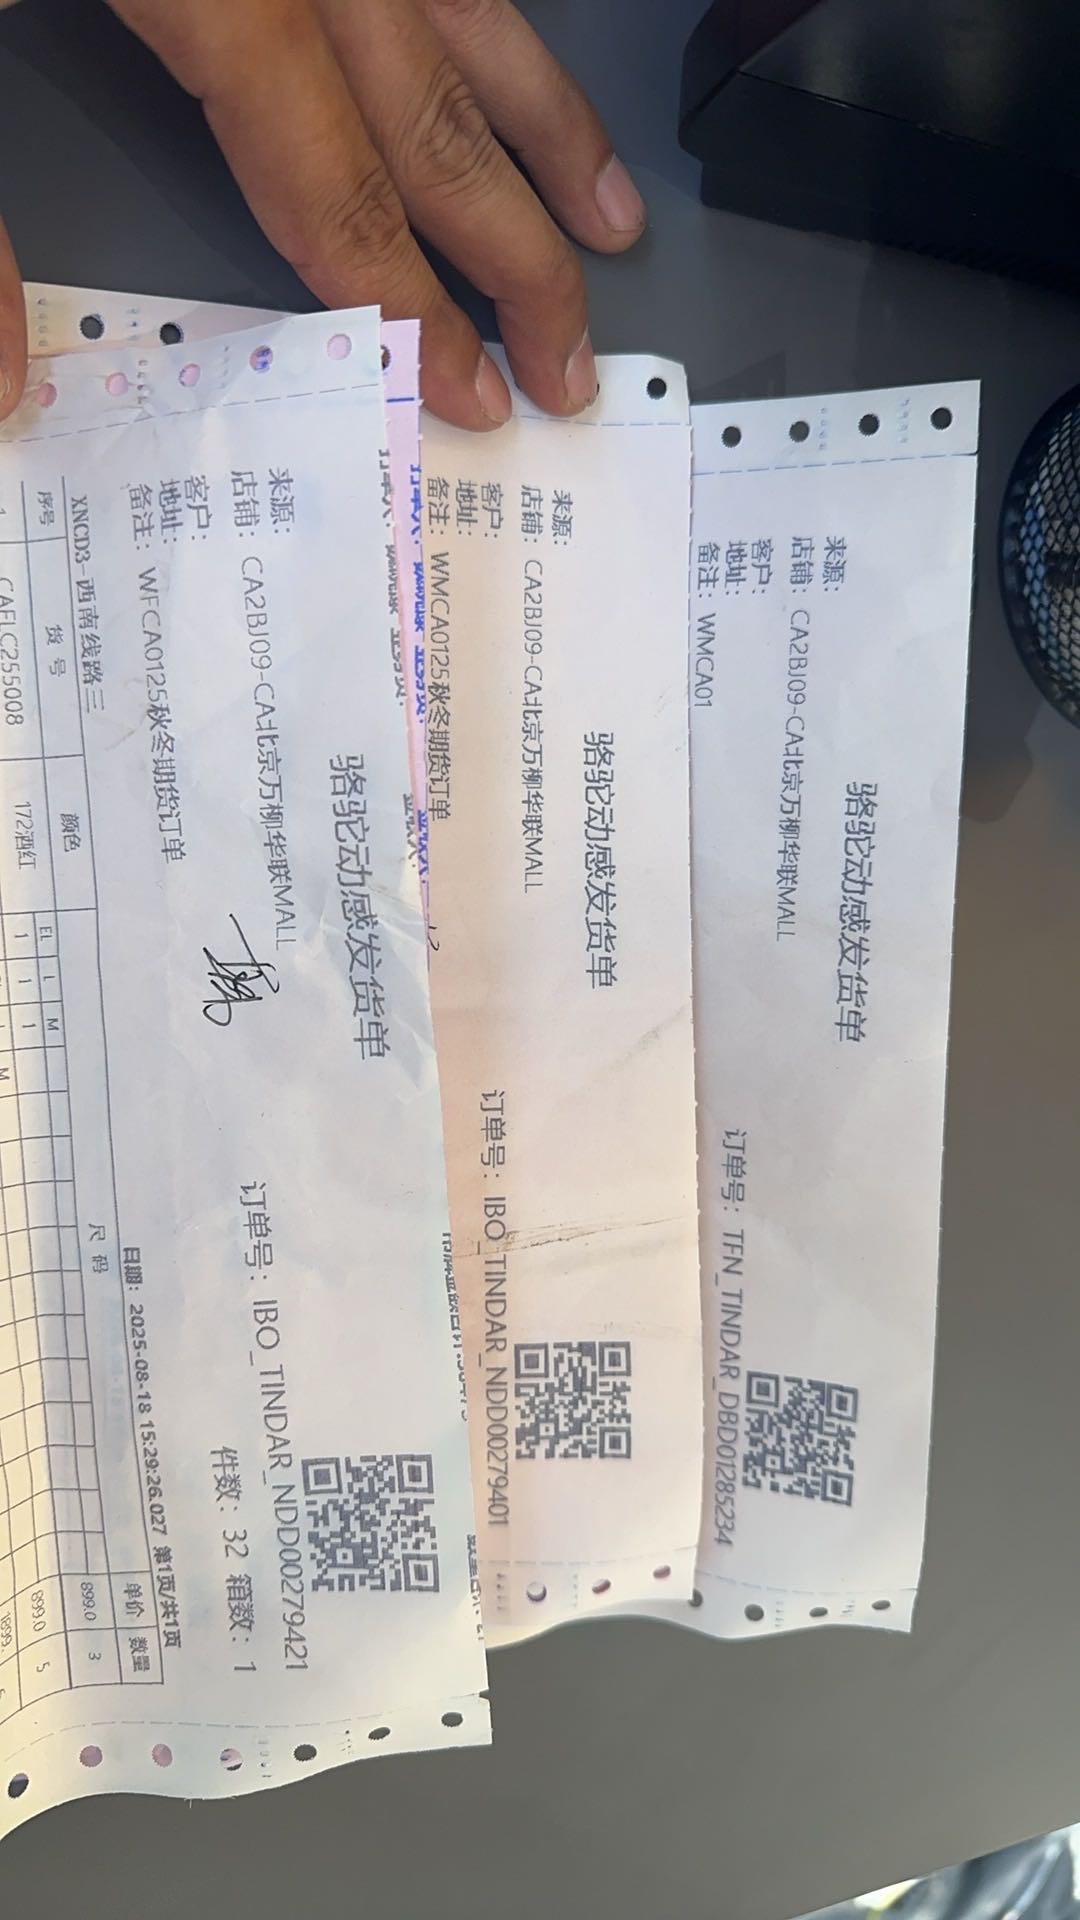 骆驼动感发货单
来源：
店铺：CA2BJ09-CA北京万柳华联MALL
客户：
地址：
备注：WMCA01
订单号：TFN_TINDAR_DBD01285234
骆驼动感发货单
来源：
店铺：CA2BJ09-CA北京万柳华联MALL
客户：
地址：
备注：WMCA0125秋冬期货订单
订单号：IBO_TINDAR_NDD00279401
骆驼动感发货单
来源：
店铺：CA2BJ09-CA北京万柳华联MALL
订单号：IBO_TINDAR_NDD00279421
客户：
件数：32 箱数：1
地址：
备注：WFCA0125秋冬期货订单
日期：2025-08-18 15:29:26.027 第1页/共1页
XNCD3-西南线路三
序号 货号 颜色 尺码 单价 数量
EL L M 899.0 3
CAFLC255008 172酒红 1 1 1 899.0 5